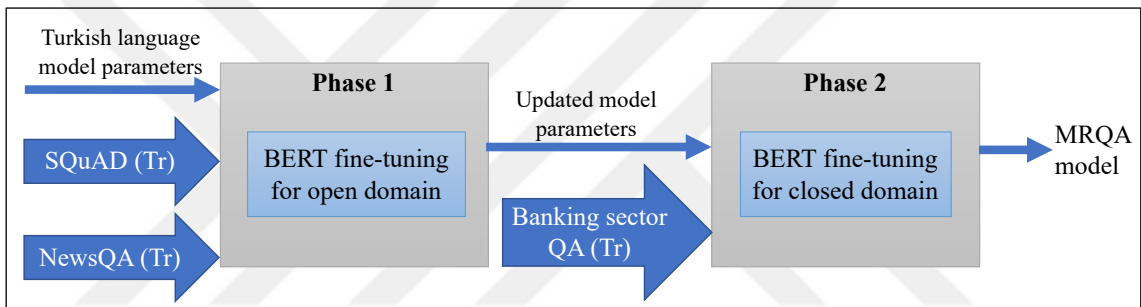 Turkish language
model parameters
SQuAD (Tr)
NewsQA (Tr)
Phase 1
BERT fine-tuning
for open domain
Updated model
parameters
Banking sector
QA (Tr)
Phase 2
BERT fine-tuning
for closed domain
MRQA
model